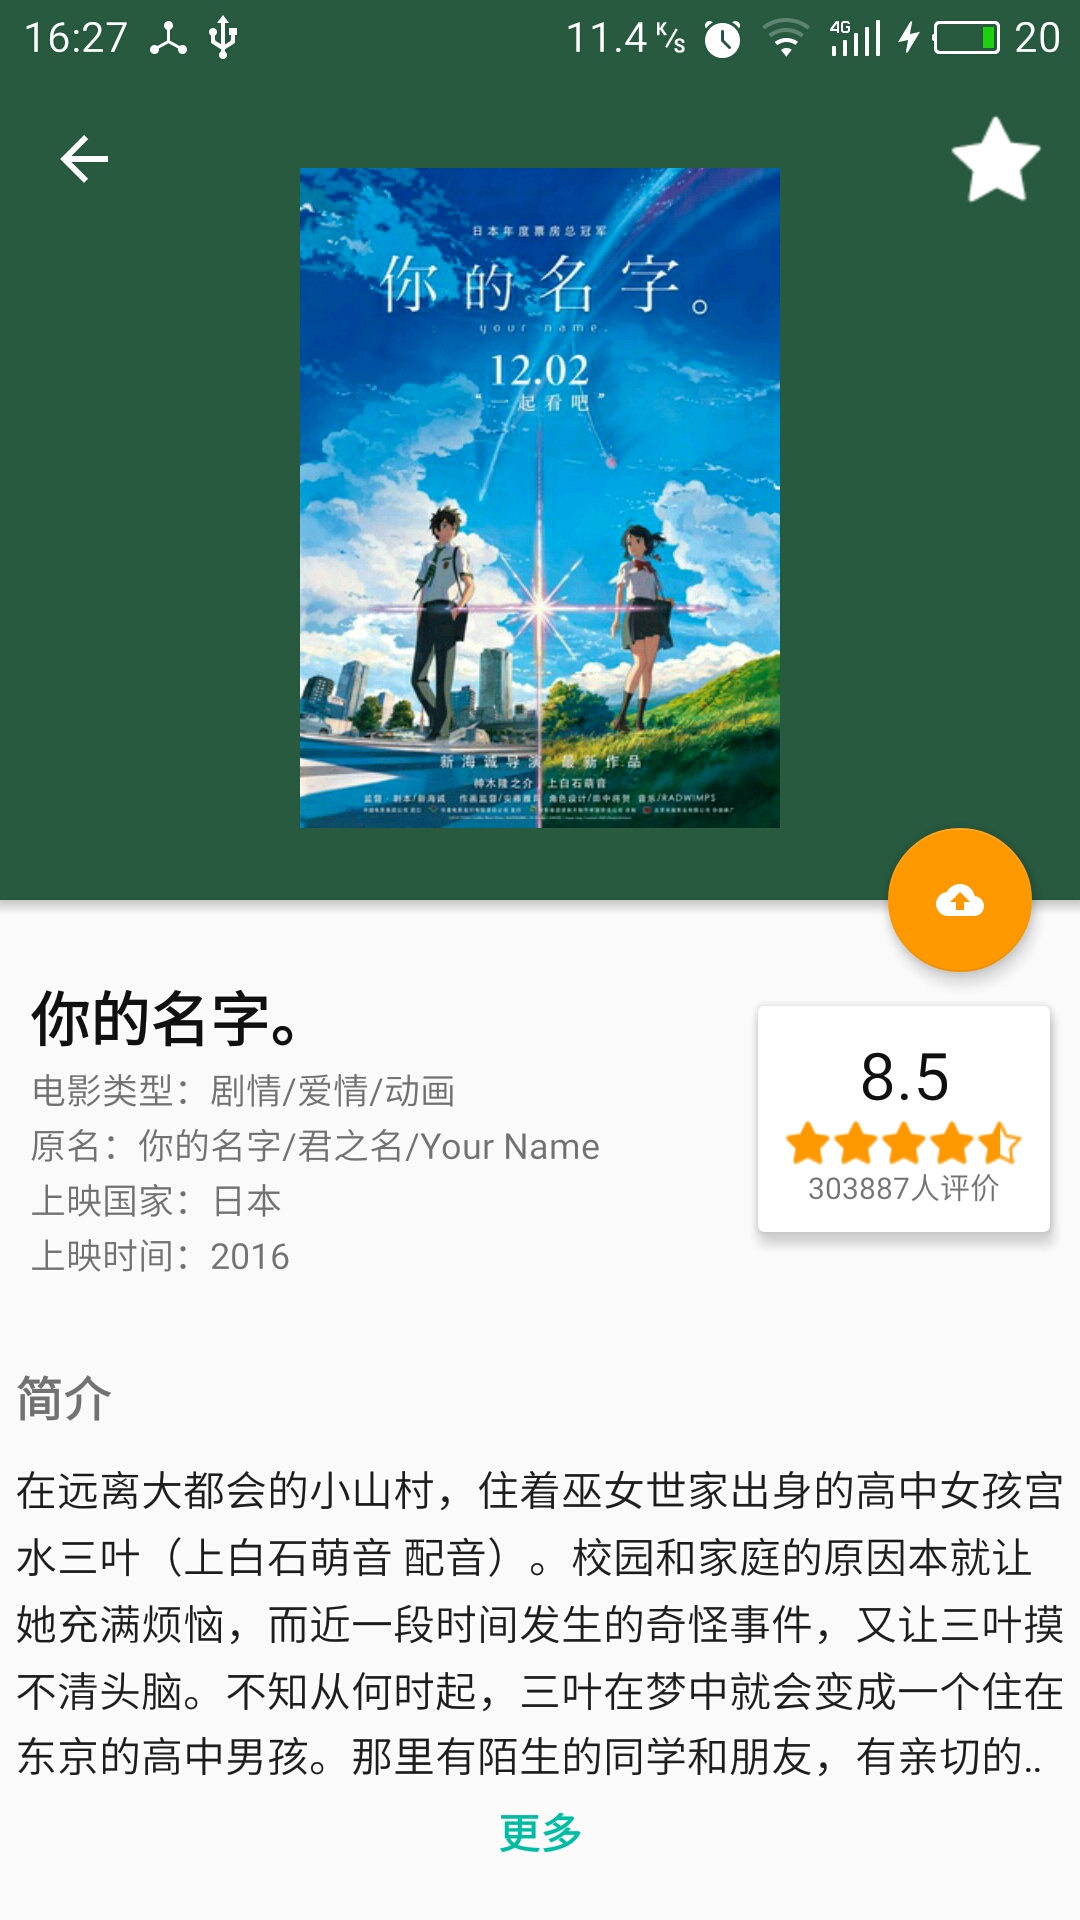 16:27
11.4 K/s 4G 20
日本年度票房总冠军
你的名字。
your name.
12.02
“一起看吧”
新海诚导演 最新作品
神木隆之介 上白石萌音
音乐/RADWIMPS
你的名字。
电影类型：剧情/爱情/动画
原名：你的名字/君之名/Your Name
上映国家：日本
上映时间：2016
8.5
303887人评价
简介
在远离大都会的小山村，住着巫女世家出身的高中女孩宫
水三叶（上白石萌音 配音）。校园和家庭的原因本就让
她充满烦恼，而近一段时间发生的奇怪事件，又让三叶摸
不清头脑。不知从何时起，三叶在梦中就会变成一个住在
东京的高中男孩。那里有陌生的同学和朋友，有亲切的..
更多